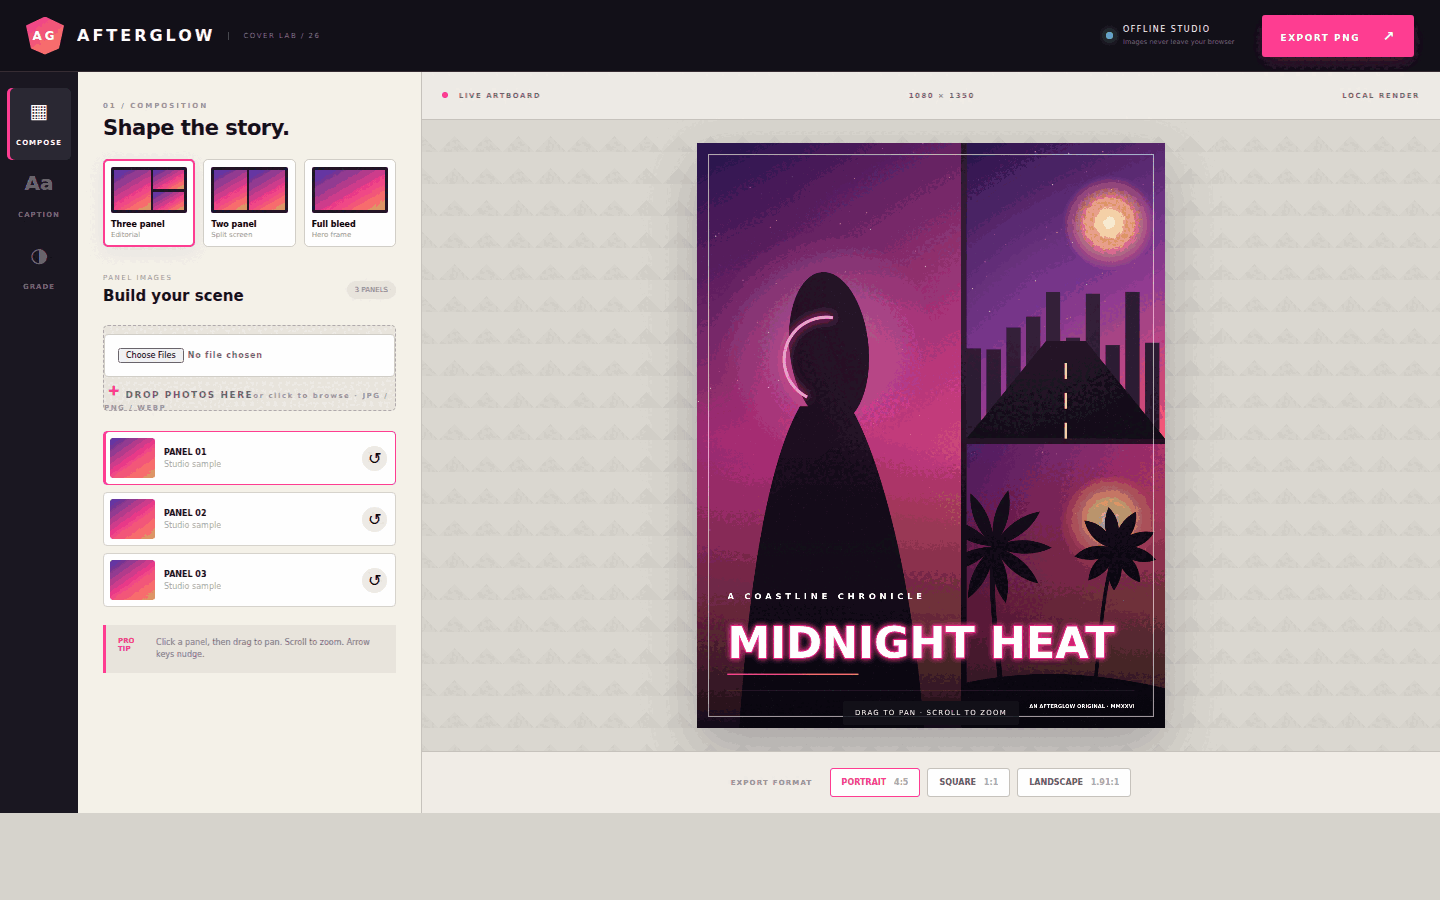 AG AFTERGLOW | COVER LAB / 26
OFFLINE STUDIO
Images never leave your browser
EXPORT PNG ↗
COMPOSE
Aa
CAPTION
GRADE
01 / COMPOSITION
Shape the story.
Three panel
Editorial
Two panel
Split screen
Full bleed
Hero frame
PANEL IMAGES
Build your scene
3 PANELS
Choose Files No file chosen
+ DROP PHOTOS HERE or click to browse · JPG /
PNG / WEBP
PANEL 01
Studio sample
PANEL 02
Studio sample
PANEL 03
Studio sample
PRO
TIP
Click a panel, then drag to pan. Scroll to zoom. Arrow
keys nudge.
LIVE ARTBOARD
1080 × 1350
LOCAL RENDER
A COASTLINE CHRONICLE
MIDNIGHT HEAT
AN AFTERGLOW ORIGINAL · MMXXVI
DRAG TO PAN · SCROLL TO ZOOM
EXPORT FORMAT
PORTRAIT 4:5
SQUARE 1:1
LANDSCAPE 1.91:1